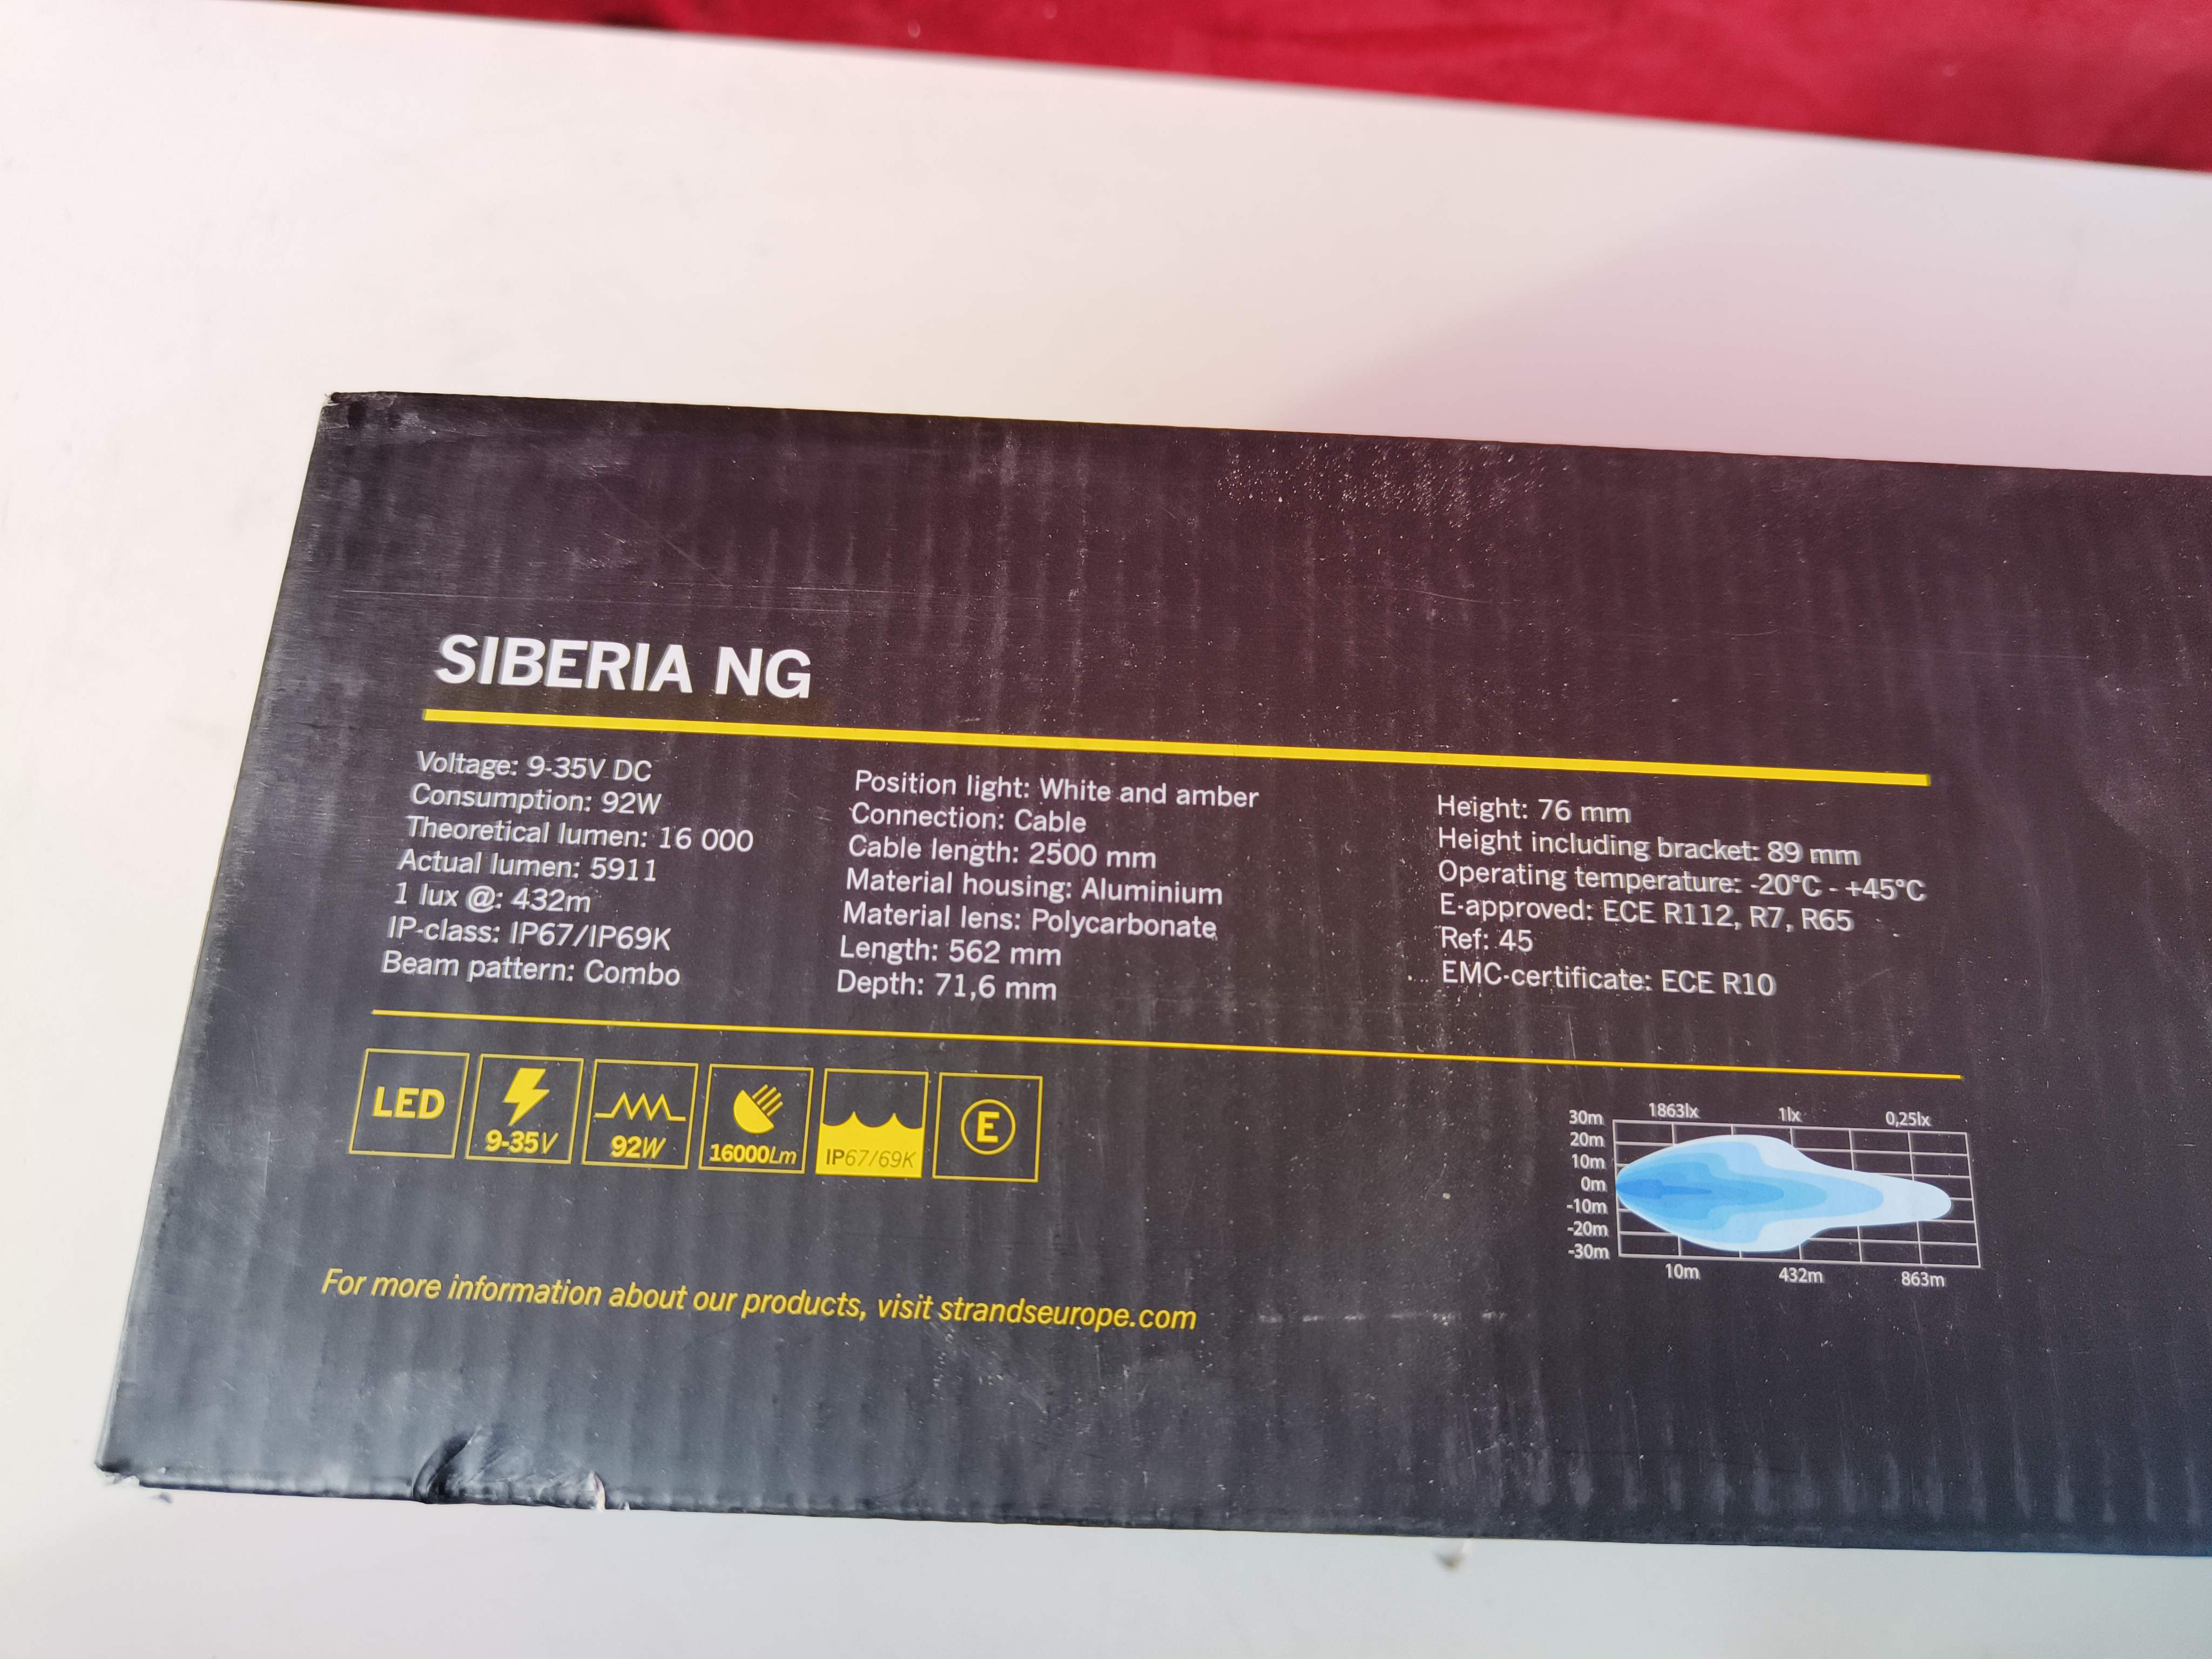 SIBERIA NG
Voltage: 9-35V DC
Consumption: 92W
Theoretical lumen: 16 000
Actual lumen: 5911
1 lux @: 432m
IP-class: IP67/IP69K
Beam pattern: Combo
Position light: White and amber
Connection: Cable
Cable length: 2500 mm
Material housing: Aluminium
Material lens: Polycarbonate
Length: 562 mm
Depth: 71,6 mm
Height: 76 mm
Height including bracket: 89 mm
Operating temperature: -20°C - +45°C
E-approved: ECE R112, R7, R65
Ref: 45
EMC-certificate: ECE R10
LED
9-35V
92W
16000Lm
IP67/69K
E
1863lx 1lx 0,25lx
30m
20m
10m
0m
-10m
-20m
-30m
10m 432m 863m
For more information about our products, visit strandseurope.com